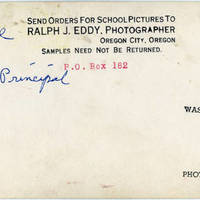 SEND ORDERS FOR SCHOOL PICTURES TO
RALPH J. EDDY, PHOTOGRAPHER
OREGON CITY, OREGON
SAMPLES NEED NOT BE RETURNED.
P.O. Box 162
Principal
WAS
PHOT